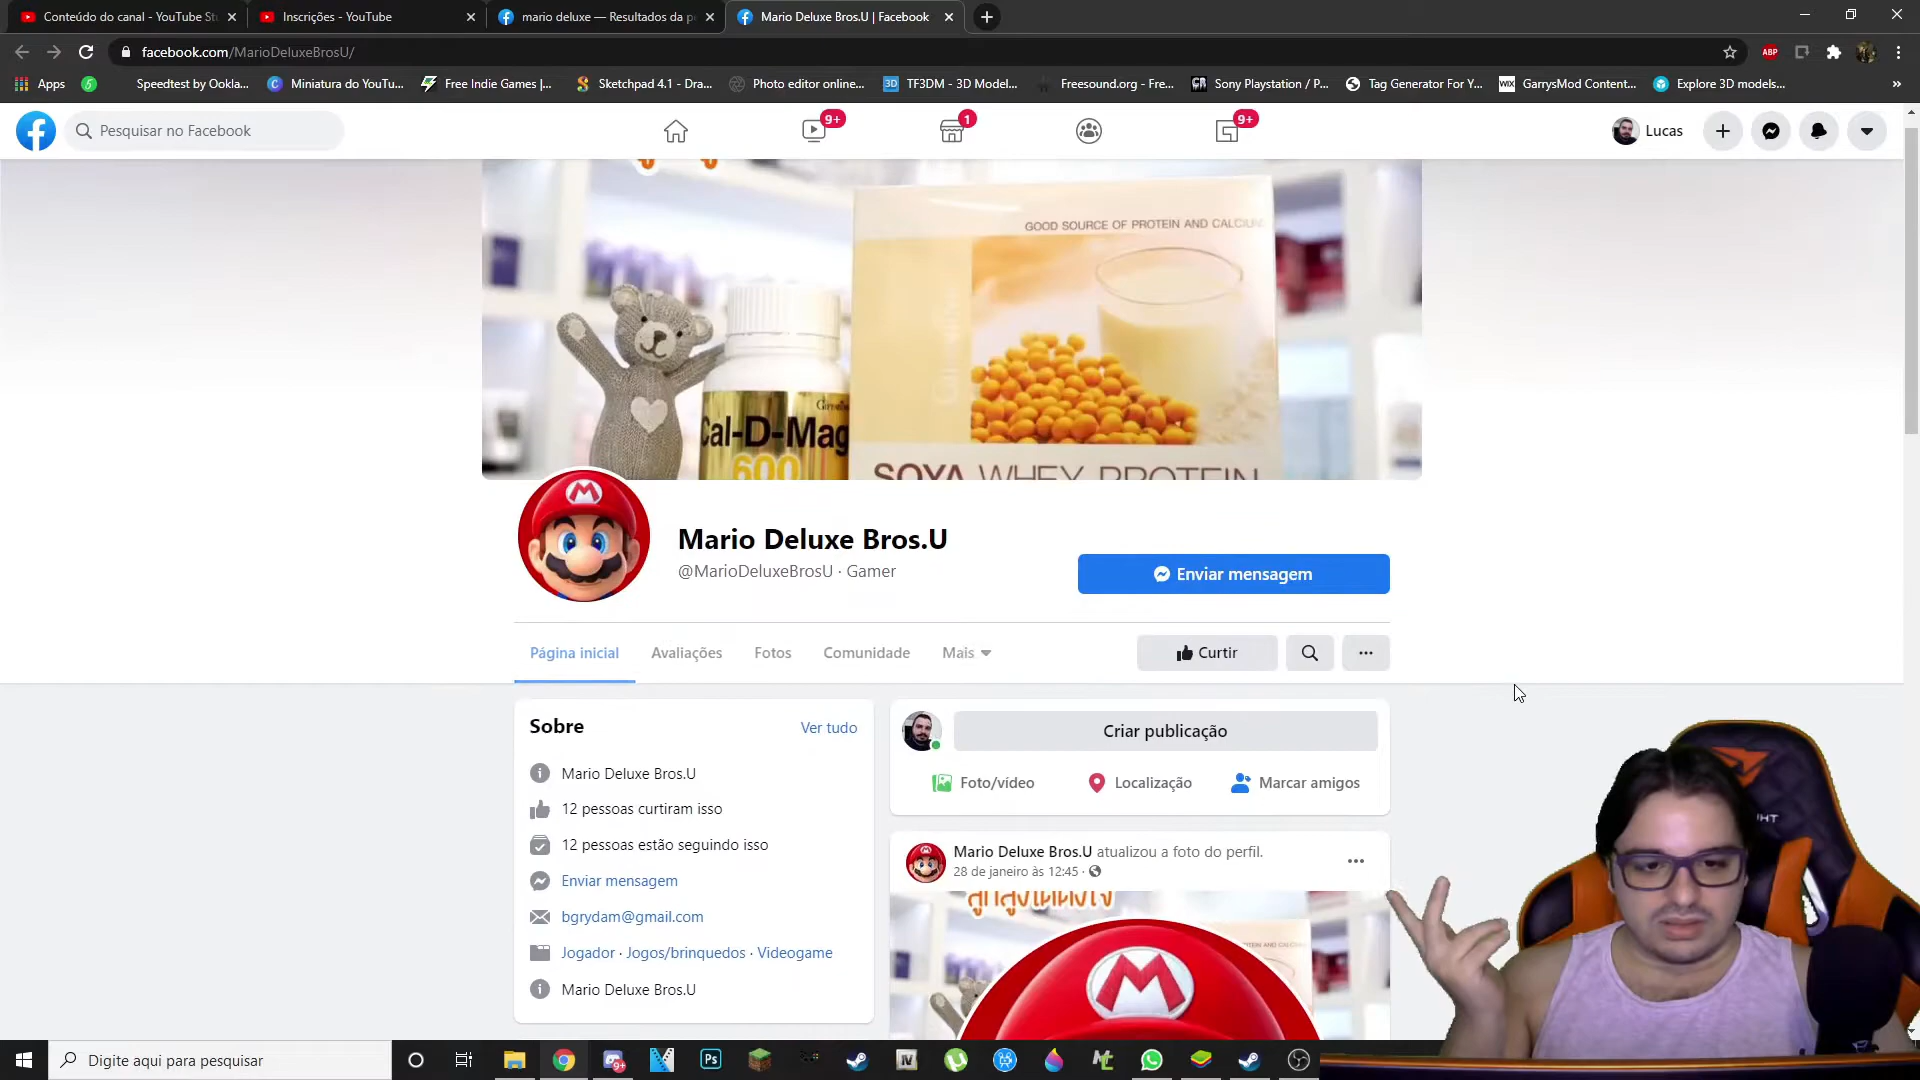 Conteúdo do canal - YouTube St
Inscrições - YouTube
mario deluxe — Resultados da p
Mario Deluxe Bros.U | Facebook
facebook.com/MarioDeluxeBrosU/
ABP
Apps
Speedtest by Ookla...
Miniatura do YouTu...
Free Indie Games |...
Sketchpad 4.1 - Dra...
Photo editor online...
TF3DM - 3D Model...
Freesound.org - Fre...
Sony Playstation / P...
Tag Generator For Y...
GarrysMod Content...
Explore 3D models...
Pesquisar no Facebook
9+
1
9+
Lucas
GOOD SOURCE OF PROTEIN AND CALCIUM
Cal-D-Mag
600
SOYA WHEY PROTEIN
Mario Deluxe Bros.U
@MarioDeluxeBrosU · Gamer
Enviar mensagem
Página inicial
Avaliações
Fotos
Comunidade
Mais
Curtir
Sobre
Ver tudo
Mario Deluxe Bros.U
12 pessoas curtiram isso
12 pessoas estão seguindo isso
Enviar mensagem
bgrydam@gmail.com
Jogador · Jogos/brinquedos · Videogame
Mario Deluxe Bros.U
Criar publicação
Foto/vídeo
Localização
Marcar amigos
Mario Deluxe Bros.U atualizou a foto do perfil.
28 de janeiro às 12:45 ·
Digite aqui para pesquisar